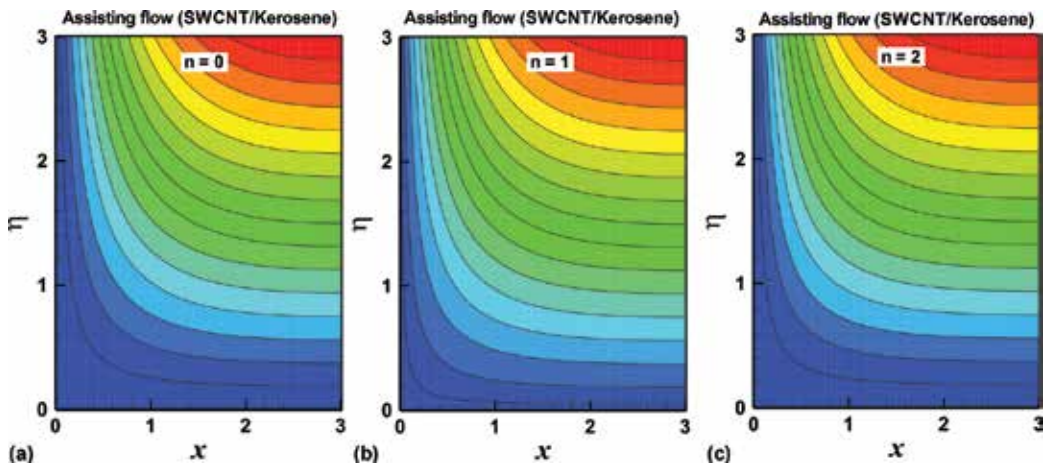 Assisting flow (SWCNT/Kerosene)
3
n = 0
2
η
1
0
0 1 2 3
(a) x
Assisting flow (SWCNT/Kerosene)
3
n = 1
2
η
1
0
0 1 2 3
(b) x
Assisting flow (SWCNT/Kerosene)
3
n = 2
2
η
1
0
0 1 2 3
(c) x